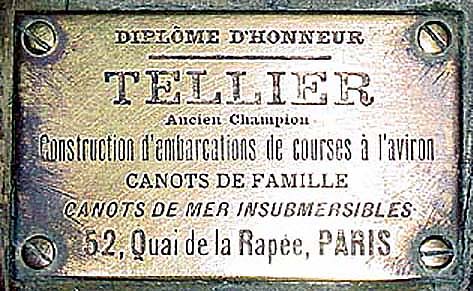 DIPLÔME D'HONNEUR
TELLIER
Ancien Champion
Construction d'embarcations de courses à l'aviron
CANOTS DE FAMILLE
CANOTS DE MER INSUBMERSIBLES
52, Quai de la Rapée, PARIS